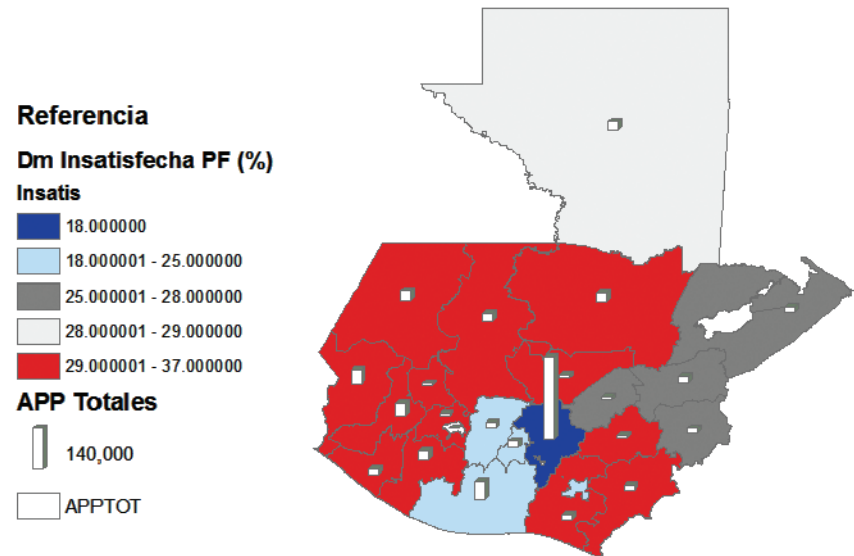 Referencia
Dm Insatisfecha PF (%)
Insatis
18.000000
18.000001 - 25.000000
25.000001 - 28.000000
28.000001 - 29.000000
29.000001 - 37.000000
APP Totales
140,000
APPTOT